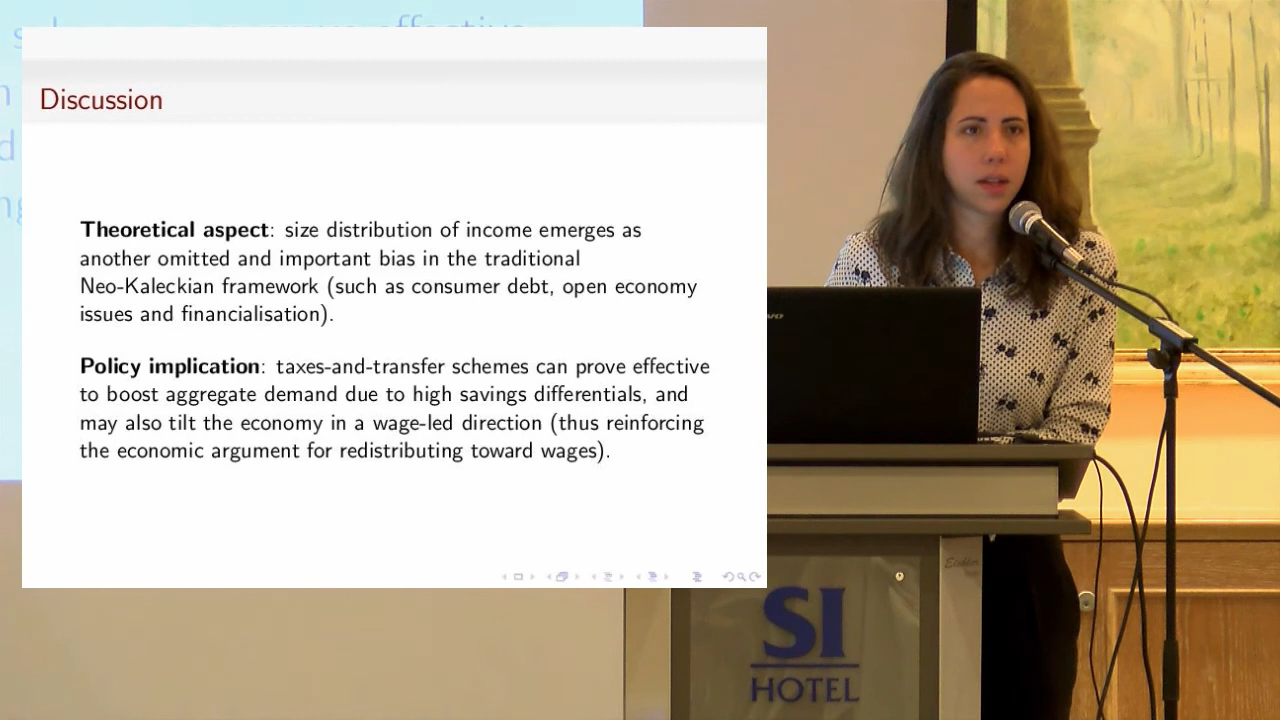 effective
Discussion
Theoretical aspect: size distribution of income emerges as
another omitted and important bias in the traditional
Neo-Kaleckian framework (such as consumer debt, open economy
issues and financialisation).
Policy implication: taxes-and-transfer schemes can prove effective
to boost aggregate demand due to high savings differentials, and
may also tilt the economy in a wage-led direction (thus reinforcing
the economic argument for redistributing toward wages).
SI
HOTEL